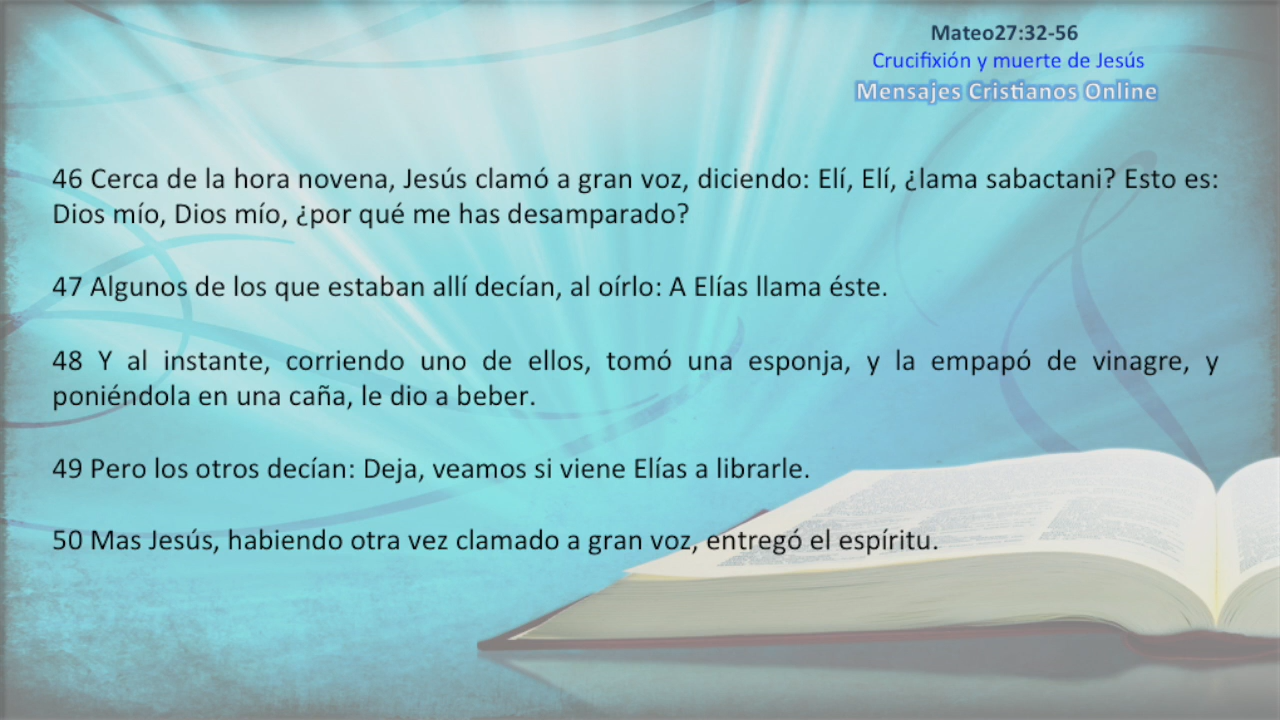 Mateo27:32-56
Crucifixión y muerte de Jesús
Mensajes Cristianos Online
46 Cerca de la hora novena, Jesús clamó a gran voz, diciendo: Elí, Elí, ¿lama sabactani? Esto es:
Dios mío, Dios mío, ¿por qué me has desamparado?
47 Algunos de los que estaban allí decían, al oírlo: A Elías llama éste.
48 Y al instante, corriendo uno de ellos, tomó una esponja, y la empapó de vinagre, y
poniéndola en una caña, le dio a beber.
49 Pero los otros decían: Deja, veamos si viene Elías a librarle.
50 Mas Jesús, habiendo otra vez clamado a gran voz, entregó el espíritu.